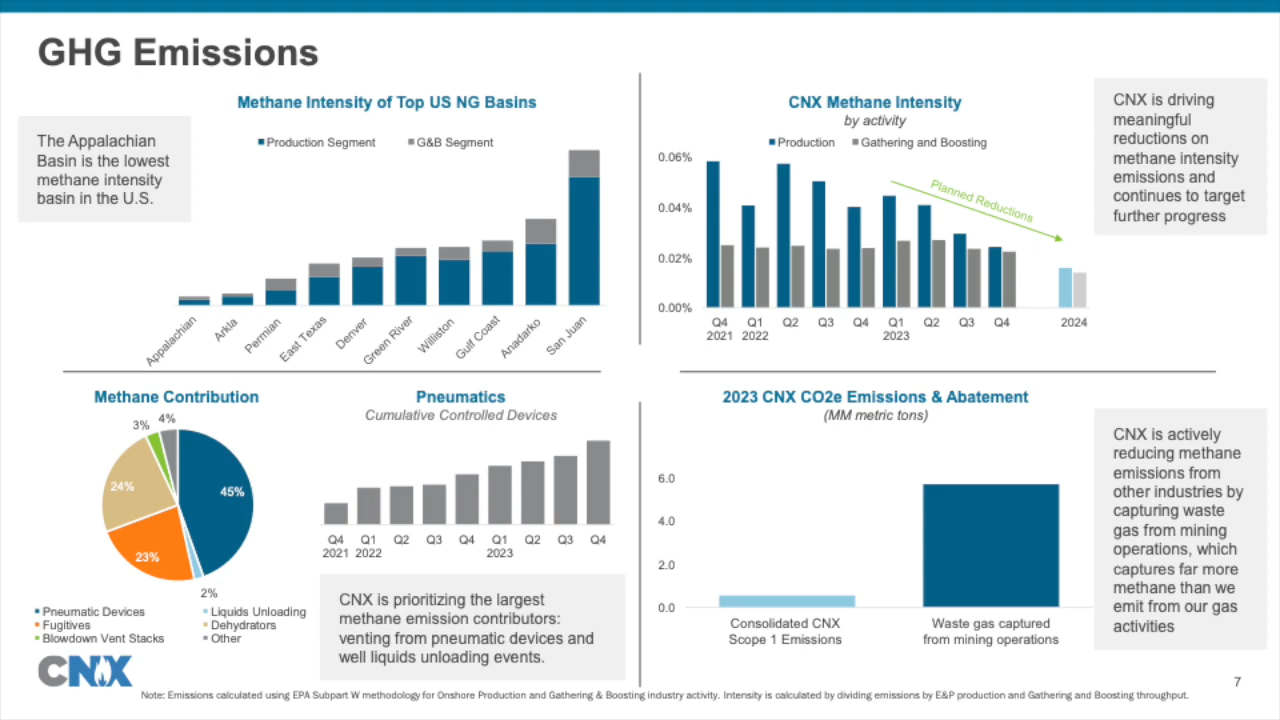 GHG Emissions
Methane Intensity of Top US NG Basins
The Appalachian
Basin is the lowest
methane intensity
basin in the U.S.
Production Segment
G&B Segment
Appalachian
Arkla
Permian
East Texas
Denver
Green River
Williston
Gulf Coast
Anadarko
San Juan
CNX Methane Intensity
by activity
Production
Gathering and Boosting
0.06%
0.04%
0.02%
0.00%
Planned Reductions
Q4 Q1 Q2 Q3 Q4 Q1 Q2 Q3 Q4 2024
2021 2022 2023
CNX is driving
meaningful
reductions on
methane intensity
emissions and
continues to target
further progress
Methane Contribution
3%
4%
24%
45%
23%
2%
Pneumatic Devices
Liquids Unloading
Fugitives
Dehydrators
Blowdown Vent Stacks
Other
Pneumatics
Cumulative Controlled Devices
Q4 Q1 Q2 Q3 Q4 Q1 Q2 Q3 Q4
2021 2022 2023
CNX is prioritizing the largest
methane emission contributors:
venting from pneumatic devices and
well liquids unloading events.
2023 CNX CO2e Emissions & Abatement
(MM metric tons)
6.0
4.0
2.0
0.0
Consolidated CNX
Scope 1 Emissions
Waste gas captured
from mining operations
CNX is actively
reducing methane
emissions from
other industries by
capturing waste
gas from mining
operations, which
captures far more
methane than we
emit from our gas
activities
CNX
7
Note: Emissions calculated using EPA Subpart W methodology for Onshore Production and Gathering & Boosting industry activity. Intensity is calculated by dividing emissions by E&P production and Gathering and Boosting throughput.